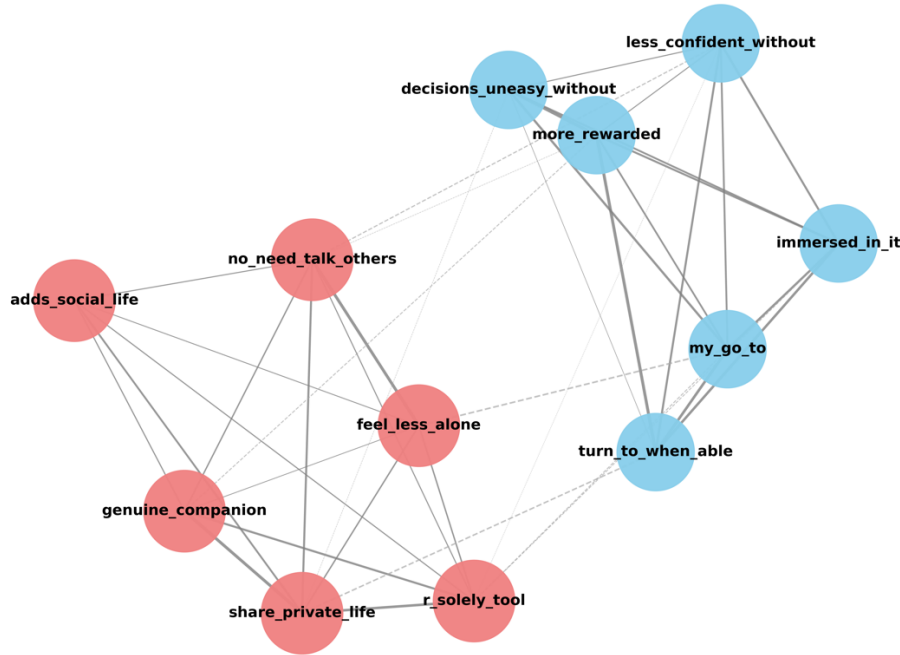 less_confident_without
decisions_uneasy_without
more_rewarded
immersed_in_it
no_need_talk_others
adds_social_life
my_go_to
feel_less_alone
turn_to_when_able
genuine_companion
r_solely_tool
share_private_life